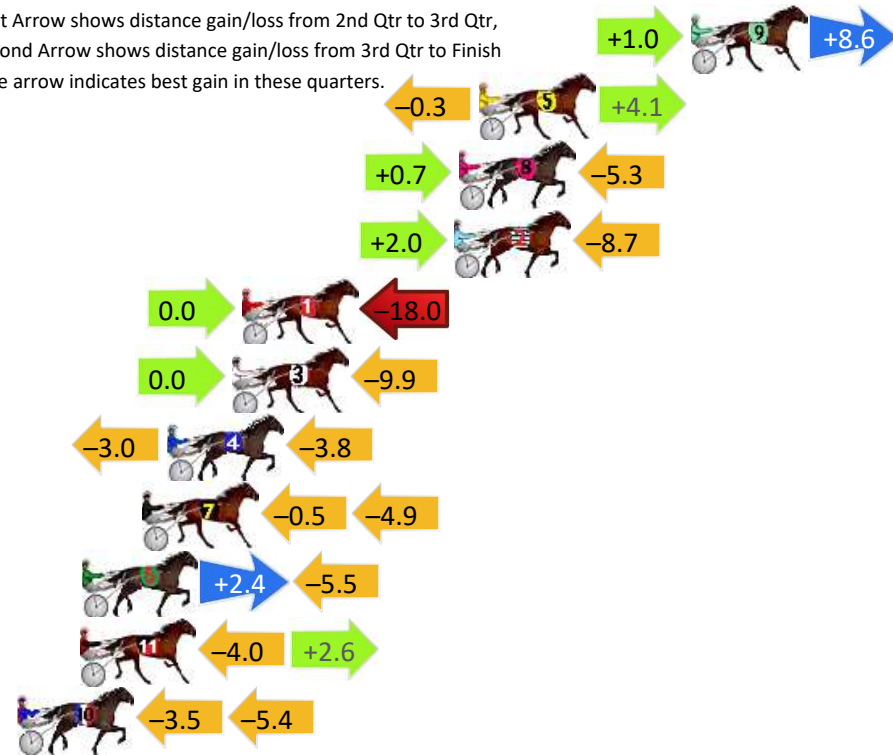 t Arrow shows distance gain/loss from 2nd Qtr to 3rd Qtr,
ond Arrow shows distance gain/loss from 3rd Qtr to Finish
e arrow indicates best gain in these quarters.
+1.0 9 +8.6
–0.3 5 +4.1
+0.7 8 –5.3
+2.0 2 –8.7
0.0 1 –18.0
0.0 3 –9.9
–3.0 4 –3.8
7 –0.5 –4.9
6 +2.4 –5.5
11 –4.0 +2.6
10 –3.5 –5.4